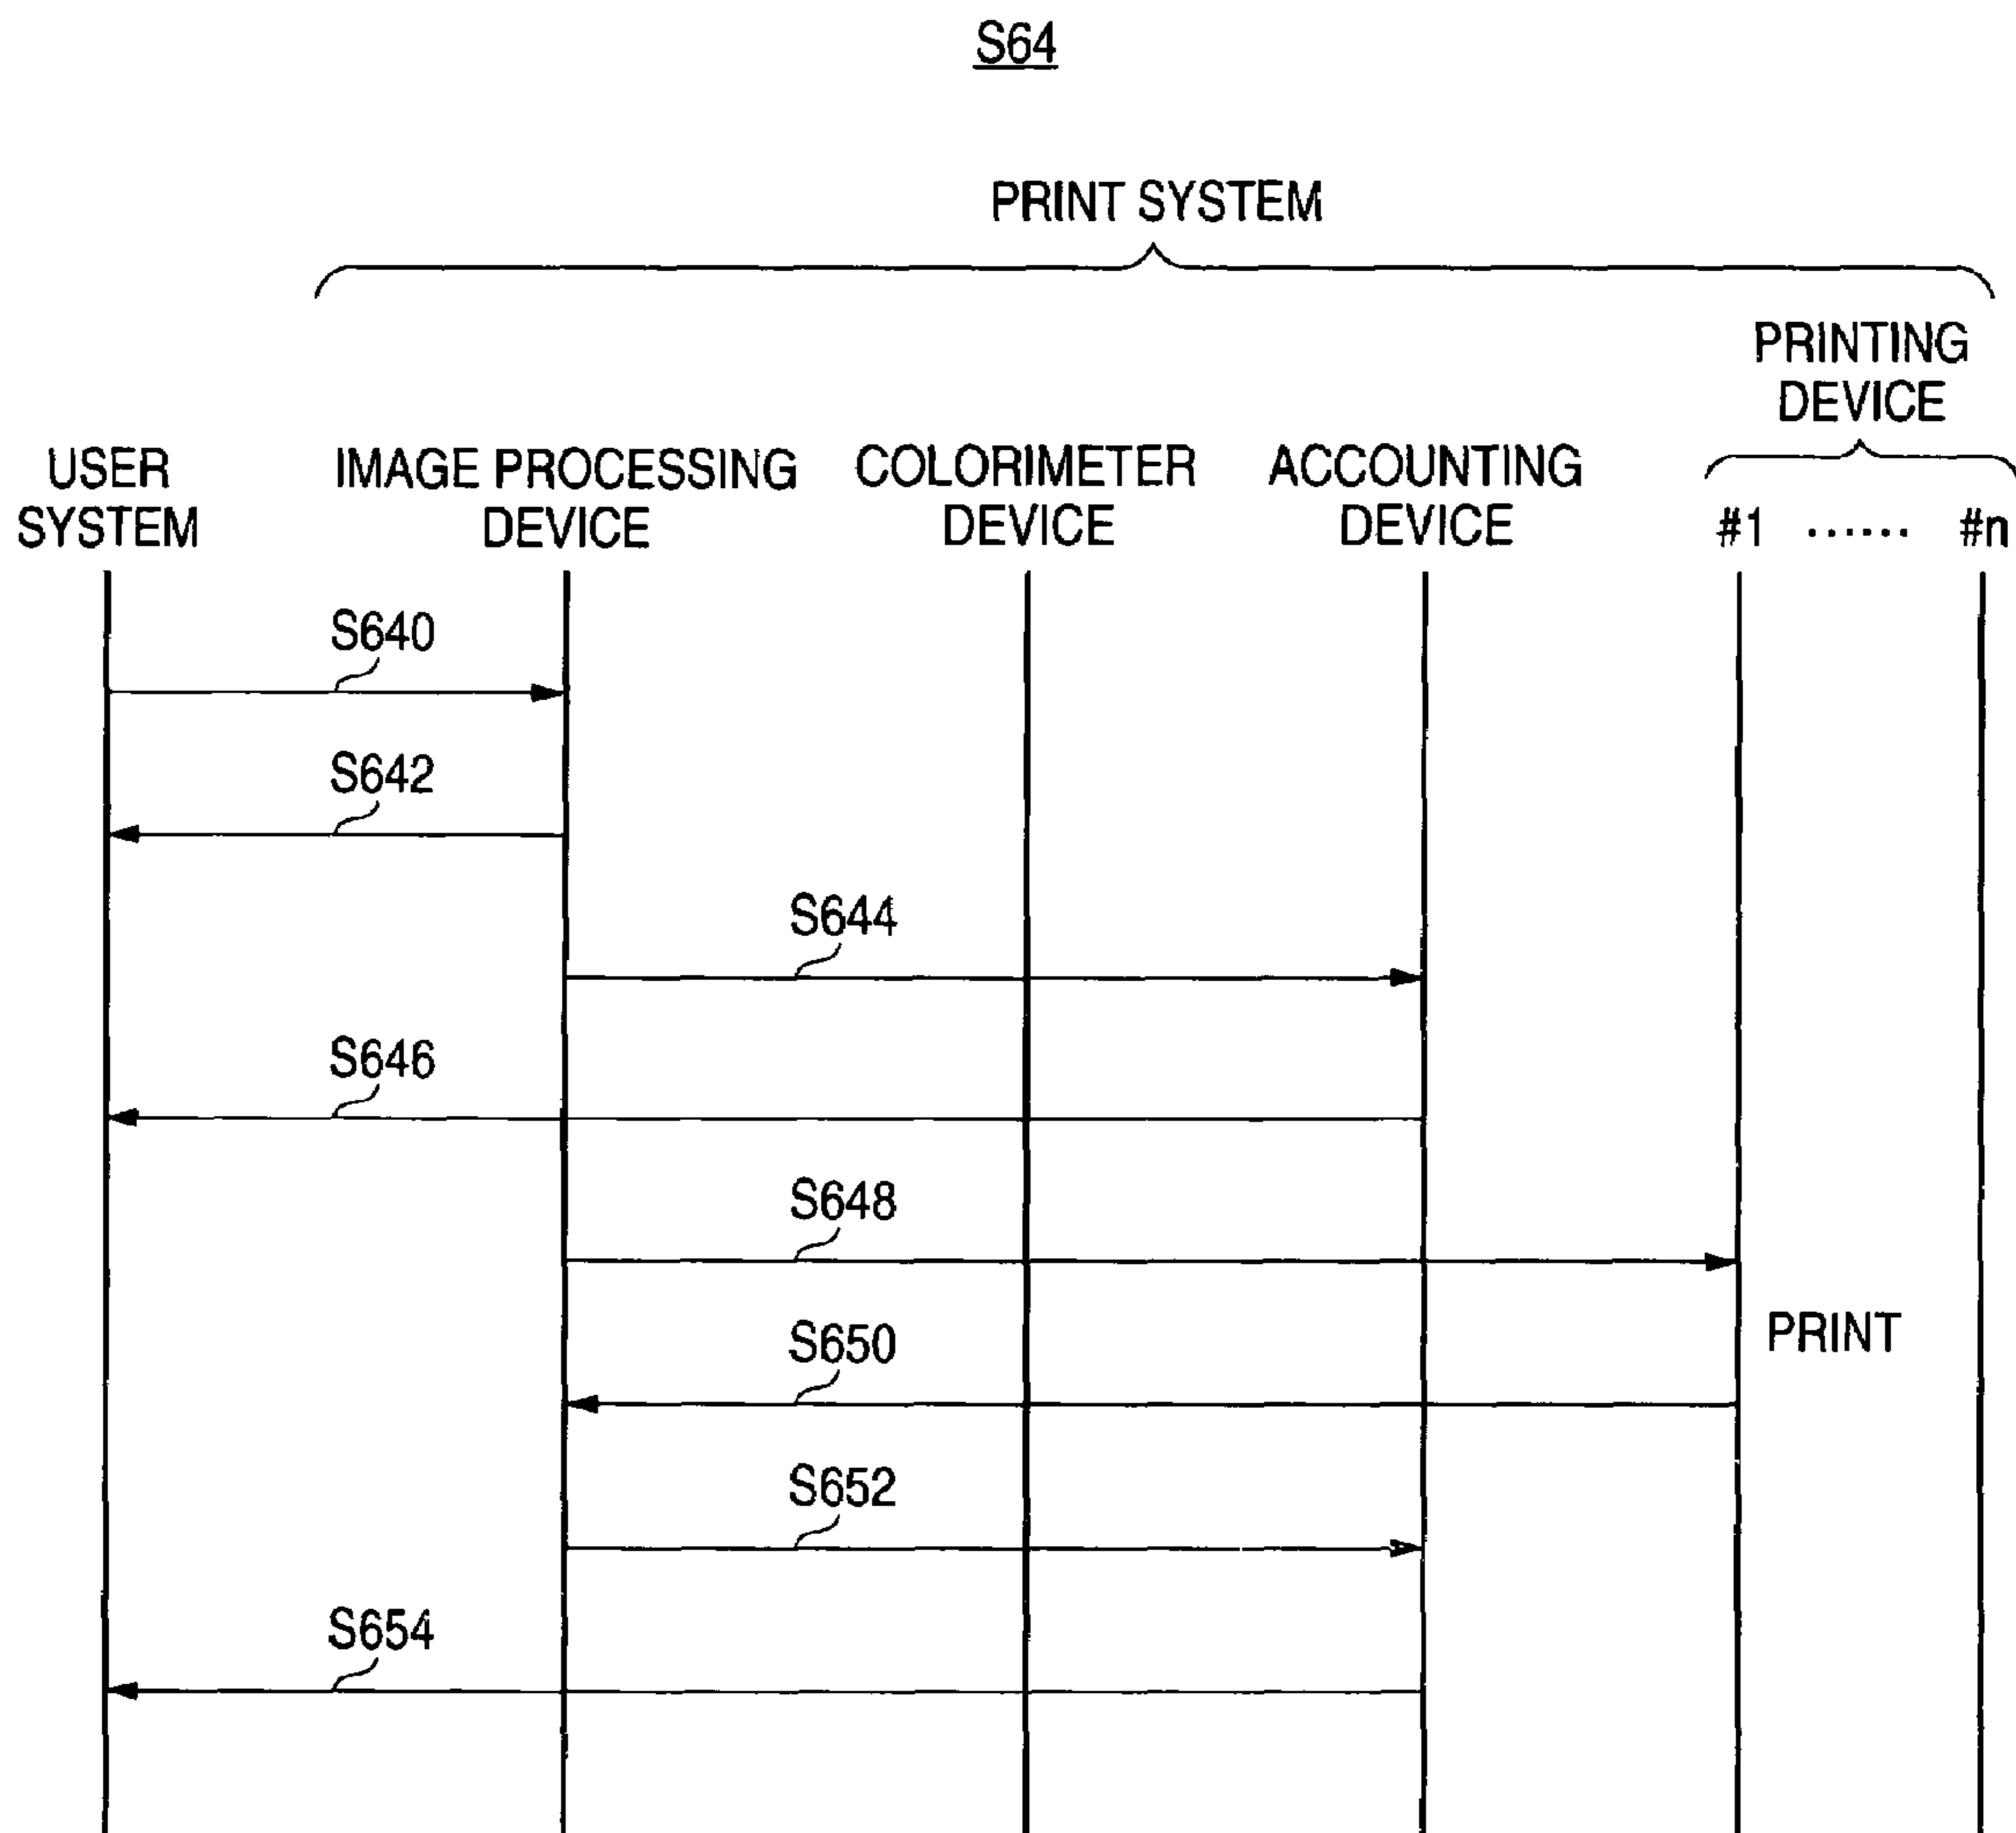 S64
PRINT SYSTEM
PRINTING
DEVICE
USER
SYSTEM
IMAGE PROCESSING
DEVICE
COLORIMETER
DEVICE
ACCOUNTING
DEVICE
#1 ...... #n
S640
S642
S644
S646
S648
PRINT
S650
S652
S654